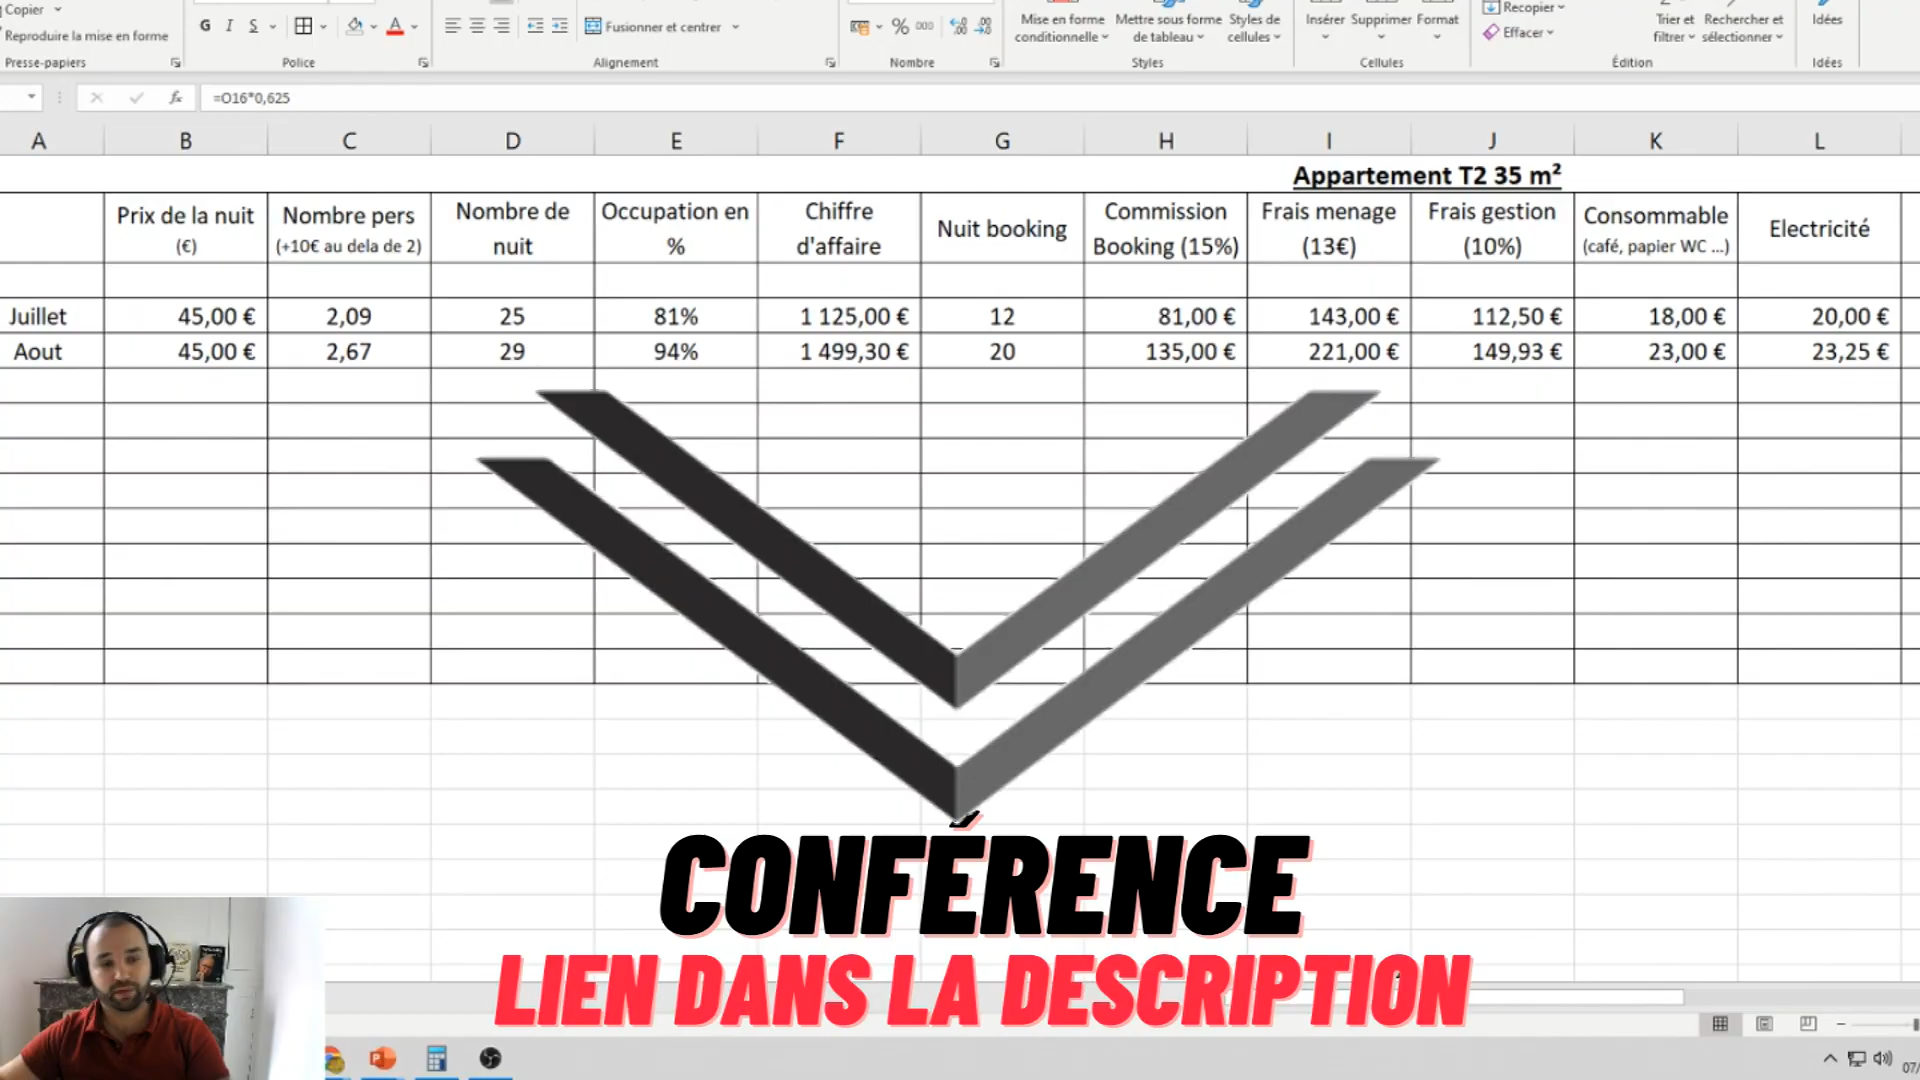 Copier
Reproduire la mise en forme
Presse-papiers
G I S
Police
Fusionner et centrer
Alignement
% 000
Nombre
Mise en forme conditionnelle
Mettre sous forme de tableau
Styles de cellules
Styles
Insérer Supprimer Format
Cellules
Recopier
Effacer
Trier et filtrer
Rechercher et sélectionner
Édition
Idées
Idées
fx =O16*0,625
A B C D E F G H I J K L
Appartement T2 35 m²
Prix de la nuit (€) Nombre pers (+10€ au dela de 2) Nombre de nuit Occupation en % Chiffre d'affaire Nuit booking Commission Booking (15%) Frais menage (13€) Frais gestion (10%) Consommable (café, papier WC ...) Electricité
Juillet 45,00 € 2,09 25 81% 1 125,00 € 12 81,00 € 143,00 € 112,50 € 18,00 € 20,00 €
Aout 45,00 € 2,67 29 94% 1 499,30 € 20 135,00 € 221,00 € 149,93 € 23,00 € 23,25 €
CONFÉRENCE
LIEN DANS LA DESCRIPTION
07/